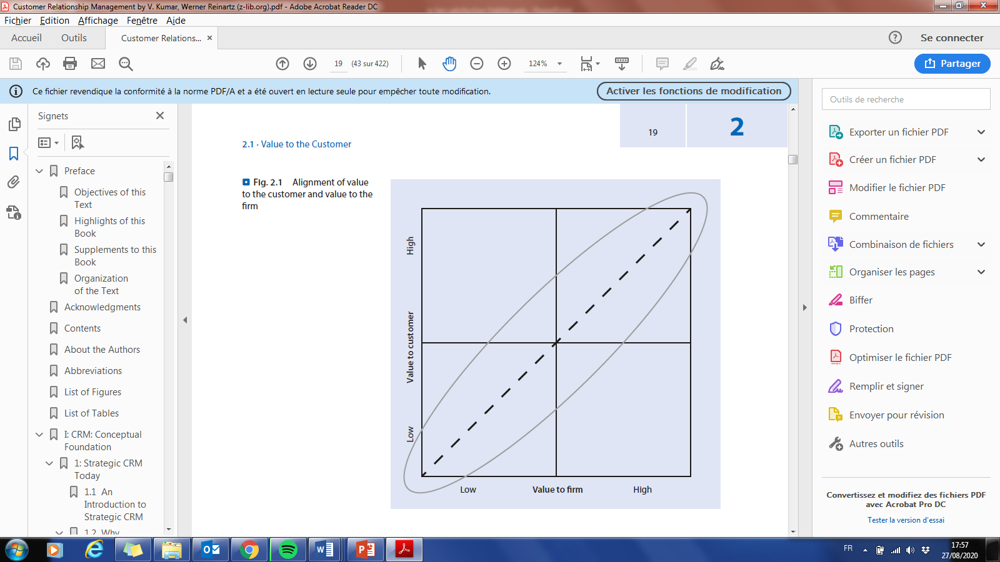 Customer Relationship Management by V. Kumar, Werner Reinartz (z-lib.org).pdf - Adobe Acrobat Reader DC
Fichier Edition Affichage Fenêtre Aide
Accueil Outils Customer Relations... × Se connecter
19 (43 sur 422) 124% Partager
Ce fichier revendique la conformité à la norme PDF/A et a été ouvert en lecture seule pour empêcher toute modification. Activer les fonctions de modification
Signets
Preface
Objectives of this
Text
Highlights of this
Book
Supplements to this
Book
Organization
of the Text
Acknowledgments
Contents
About the Authors
Abbreviations
List of Figures
List of Tables
I: CRM: Conceptual
Foundation
1: Strategic CRM
Today
1.1 An
Introduction to
Strategic CRM
1.2 Why
19 2
2.1 · Value to the Customer
Fig. 2.1 Alignment of value
to the customer and value to the
firm
High
Value to customer
Low
Low Value to firm High
Outils de recherche
Exporter un fichier PDF
Créer un fichier PDF
Modifier le fichier PDF
Commentaire
Combinaison de fichiers
Organiser les pages
Biffer
Protection
Optimiser le fichier PDF
Remplir et signer
Envoyer pour révision
Autres outils
Convertissez et modifiez des fichiers PDF
avec Acrobat Pro DC
Tester la version d'essai
FR 17:57
27/08/2020